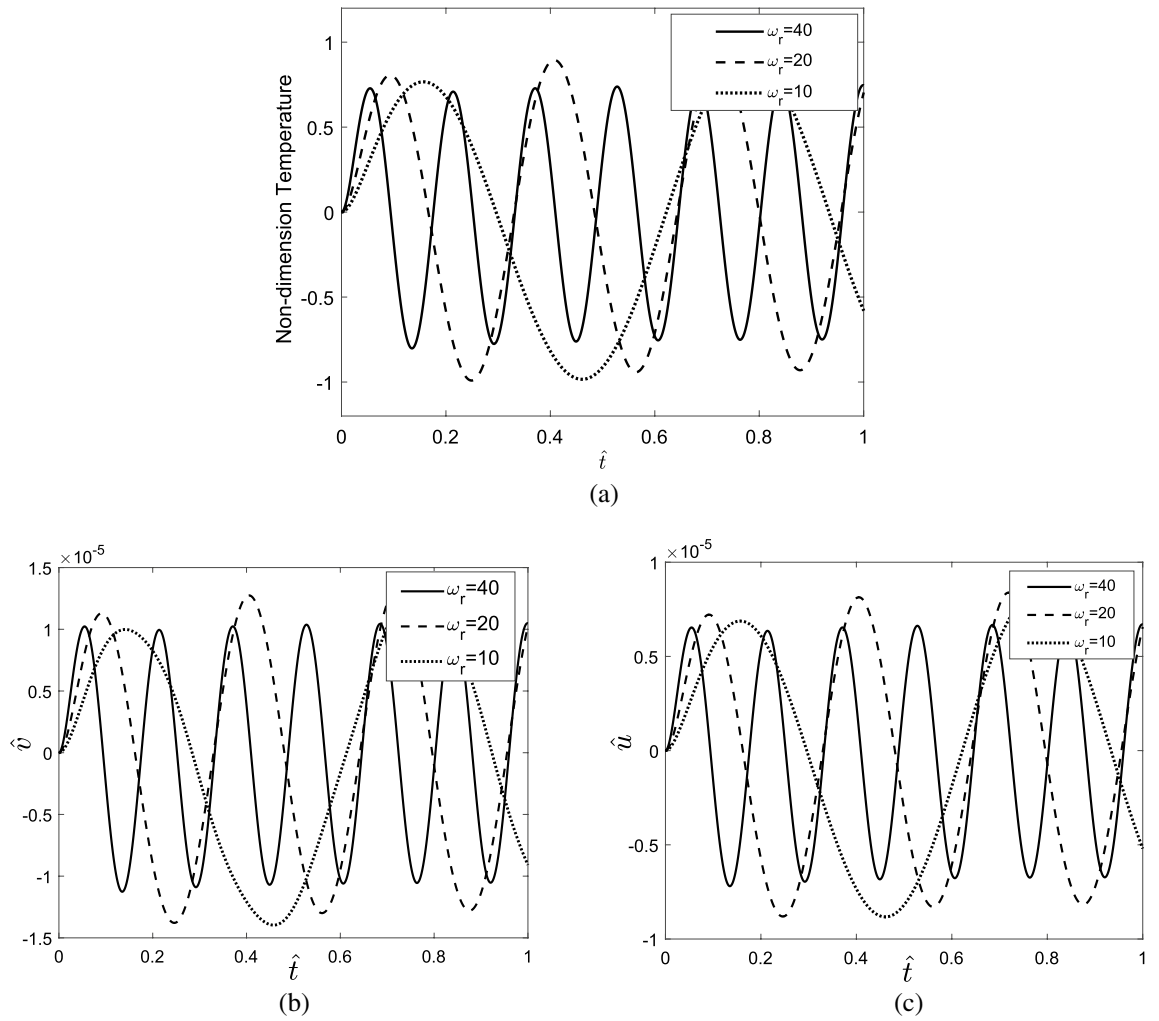 1
0.5
0
-0.5
-1
Non-dimension Temperature
ω_r=40
ω_r=20
ω_r=10
0 0.2 0.4 0.6 0.8 1
t̂
(a)
×10^-5
1.5
1
0.5
0
-0.5
-1
-1.5
v̂
ω_r=40
ω_r=20
ω_r=10
0 0.2 0.4 0.6 0.8 1
t̂
(b)
×10^-5
1
0.5
0
-0.5
-1
û
ω_r=40
ω_r=20
ω_r=10
0 0.2 0.4 0.6 0.8 1
t̂
(c)